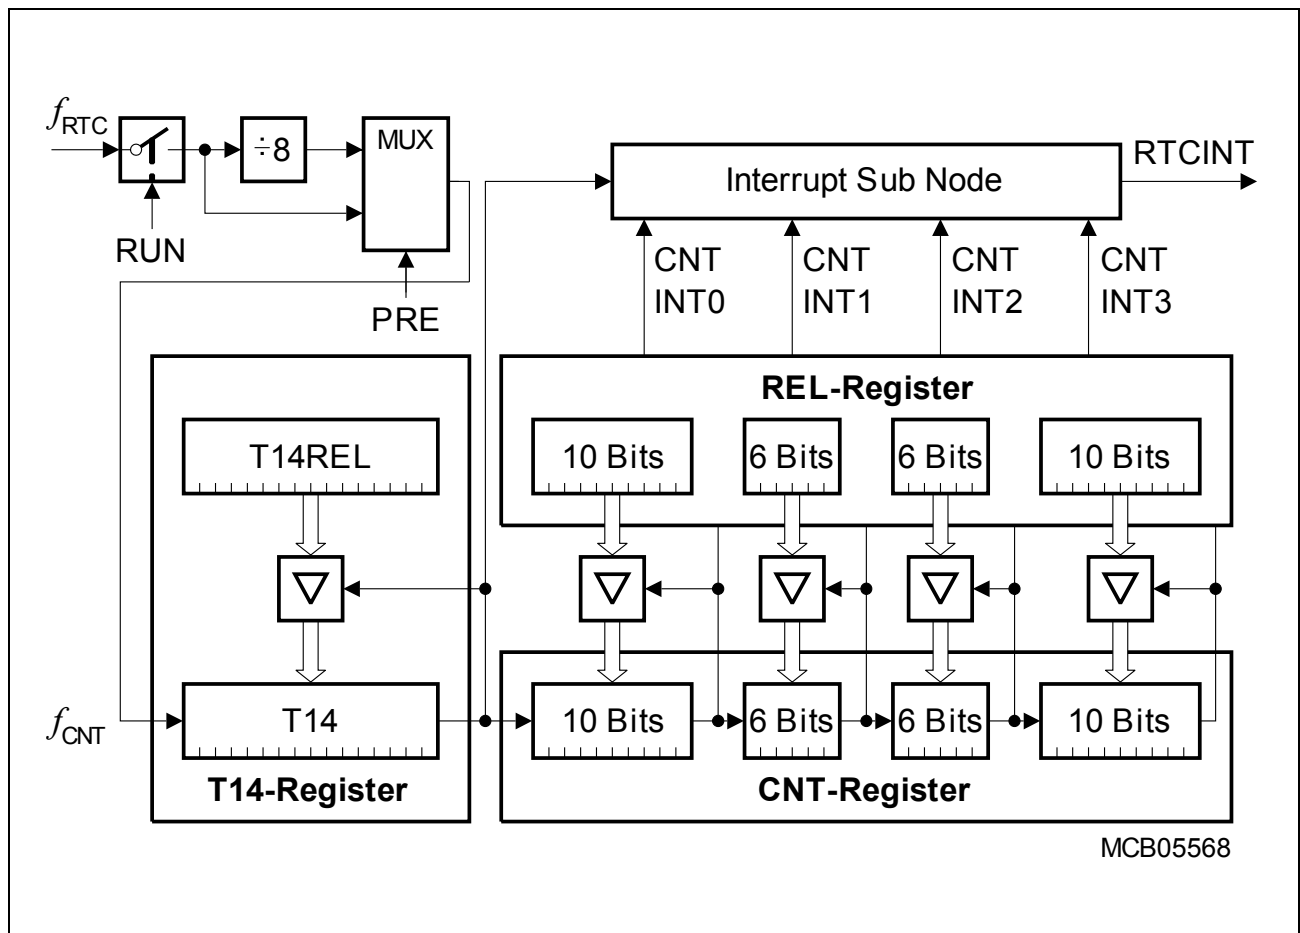 fRTC
÷8
MUX
RUN
PRE
Interrupt Sub Node
RTCINT
CNT
INT0
CNT
INT1
CNT
INT2
CNT
INT3
REL-Register
T14REL
10 Bits
6 Bits
6 Bits
10 Bits
fCNT
T14
10 Bits
6 Bits
6 Bits
10 Bits
T14-Register
CNT-Register
MCB05568